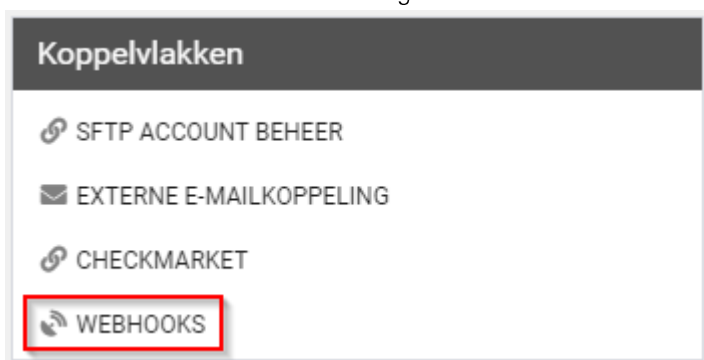 Koppelvlakken
SFTP ACCOUNT BEHEER
EXTERNE E-MAILKOPPELING
CHECKMARKET
WEBHOOKS